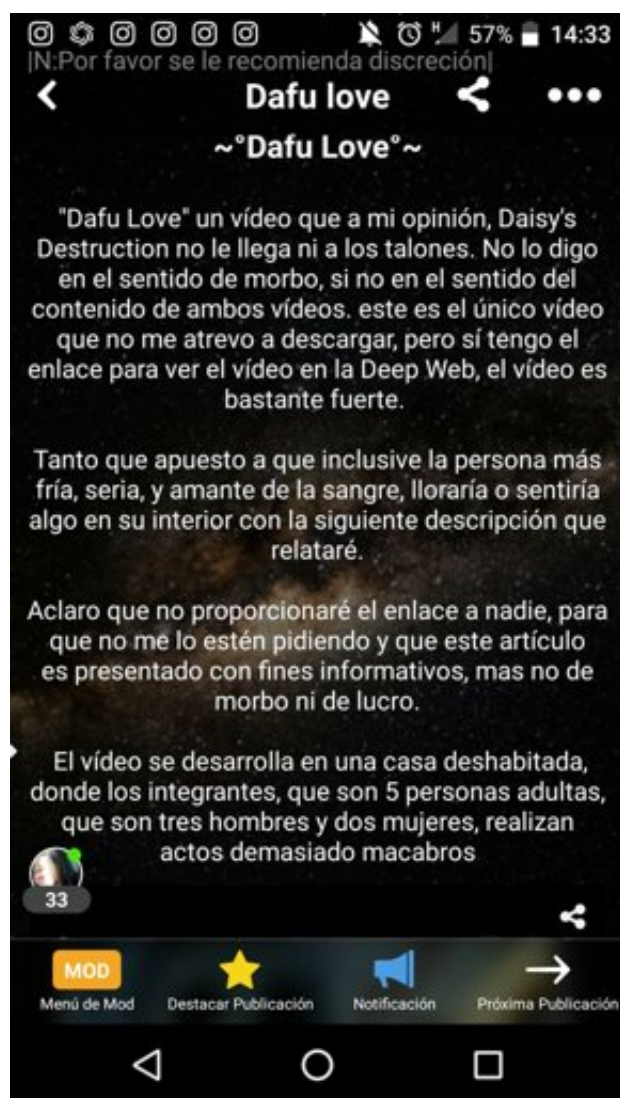 H 57% 14:33
|N:Por favor se le recomienda discreción|
Dafu love
~°Dafu Love°~
"Dafu Love" un vídeo que a mi opinión, Daisy's
Destruction no le llega ni a los talones. No lo digo
en el sentido de morbo, si no en el sentido del
contenido de ambos vídeos. este es el único vídeo
que no me atrevo a descargar, pero sí tengo el
enlace para ver el vídeo en la Deep Web, el vídeo es
bastante fuerte.
Tanto que apuesto a que inclusive la persona más
fría, seria, y amante de la sangre, lloraría o sentiría
algo en su interior con la siguiente descripción que
relataré.
Aclaro que no proporcionaré el enlace a nadie, para
que no me lo estén pidiendo y que este artículo
es presentado con fines informativos, mas no de
morbo ni de lucro.
El vídeo se desarrolla en una casa deshabitada,
donde los integrantes, que son 5 personas adultas,
que son tres hombres y dos mujeres, realizan
actos demasiado macabros
33
MOD
Menú de Mod Destacar Publicación Notificación Próxima Publicación